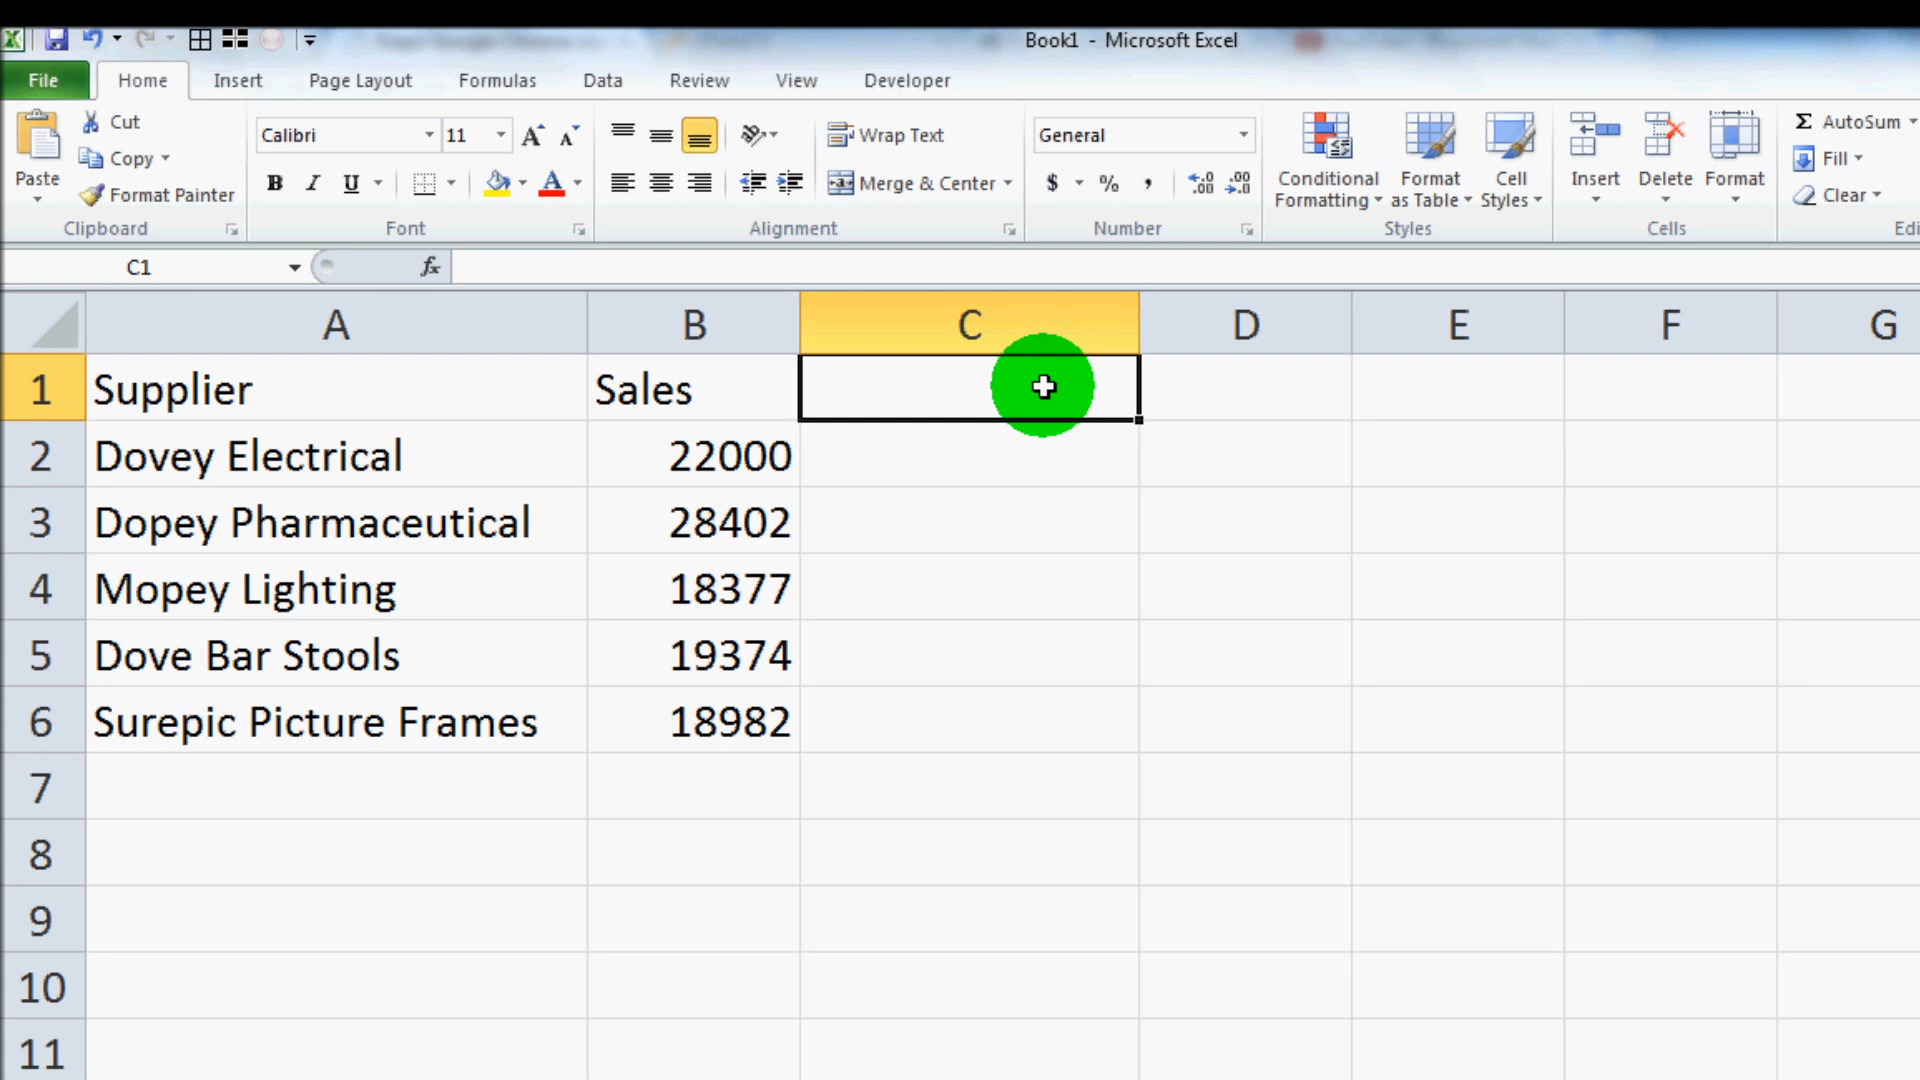 Book1 - Microsoft Excel
File Home Insert Page Layout Formulas Data Review View Developer
Paste
Cut
Copy
Format Painter
Clipboard
Calibri 11
B I U
Font
Wrap Text
Merge & Center
Alignment
General
$ % ,
Number
Conditional Formatting
Format as Table
Cell Styles
Styles
Insert Delete Format
Cells
Σ AutoSum
Fill
Clear
Edi
C1 fx
A B C D E F G
1 Supplier Sales
2 Dovey Electrical 22000
3 Dopey Pharmaceutical 28402
4 Mopey Lighting 18377
5 Dove Bar Stools 19374
6 Surepic Picture Frames 18982
7
8
9
10
11